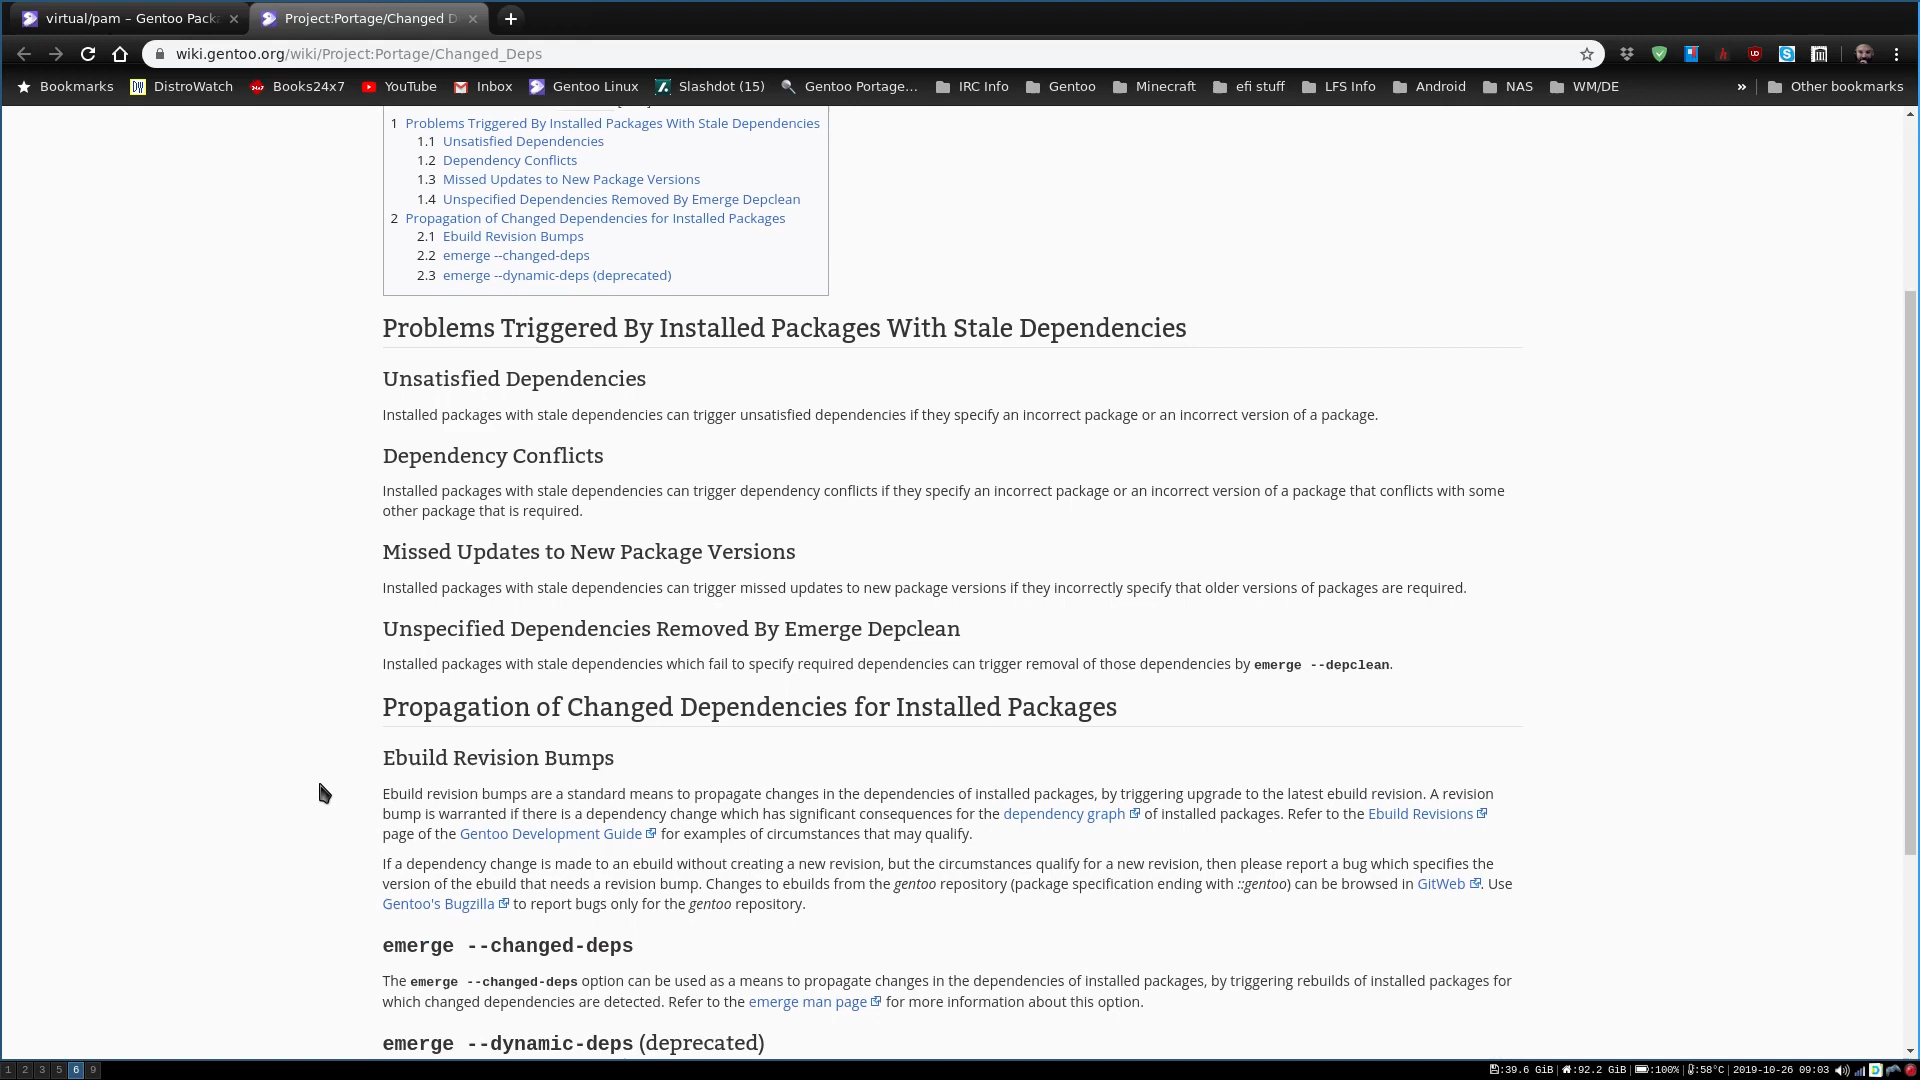 virtual/pam – Gentoo Pack
Project:Portage/Changed D
wiki.gentoo.org/wiki/Project:Portage/Changed_Deps
Bookmarks DistroWatch Books24x7 YouTube Inbox Gentoo Linux Slashdot (15) Gentoo Portage... IRC Info Gentoo Minecraft efi stuff LFS Info Android NAS WM/DE » Other bookmarks
1 Problems Triggered By Installed Packages With Stale Dependencies
1.1 Unsatisfied Dependencies
1.2 Dependency Conflicts
1.3 Missed Updates to New Package Versions
1.4 Unspecified Dependencies Removed By Emerge Depclean
2 Propagation of Changed Dependencies for Installed Packages
2.1 Ebuild Revision Bumps
2.2 emerge --changed-deps
2.3 emerge --dynamic-deps (deprecated)
Problems Triggered By Installed Packages With Stale Dependencies
Unsatisfied Dependencies
Installed packages with stale dependencies can trigger unsatisfied dependencies if they specify an incorrect package or an incorrect version of a package.
Dependency Conflicts
Installed packages with stale dependencies can trigger dependency conflicts if they specify an incorrect package or an incorrect version of a package that conflicts with some
other package that is required.
Missed Updates to New Package Versions
Installed packages with stale dependencies can trigger missed updates to new package versions if they incorrectly specify that older versions of packages are required.
Unspecified Dependencies Removed By Emerge Depclean
Installed packages with stale dependencies which fail to specify required dependencies can trigger removal of those dependencies by emerge --depclean.
Propagation of Changed Dependencies for Installed Packages
Ebuild Revision Bumps
Ebuild revision bumps are a standard means to propagate changes in the dependencies of installed packages, by triggering upgrade to the latest ebuild revision. A revision
bump is warranted if there is a dependency change which has significant consequences for the dependency graph of installed packages. Refer to the Ebuild Revisions
page of the Gentoo Development Guide for examples of circumstances that may qualify.
If a dependency change is made to an ebuild without creating a new revision, but the circumstances qualify for a new revision, then please report a bug which specifies the
version of the ebuild that needs a revision bump. Changes to ebuilds from the gentoo repository (package specification ending with ::gentoo) can be browsed in GitWeb. Use
Gentoo's Bugzilla to report bugs only for the gentoo repository.
emerge --changed-deps
The emerge --changed-deps option can be used as a means to propagate changes in the dependencies of installed packages, by triggering rebuilds of installed packages for
which changed dependencies are detected. Refer to the emerge man page for more information about this option.
emerge --dynamic-deps (deprecated)
1 2 3 5 6 9 :39.6 GiB :92.2 GiB :100% :58°C 2019-10-26 09:03